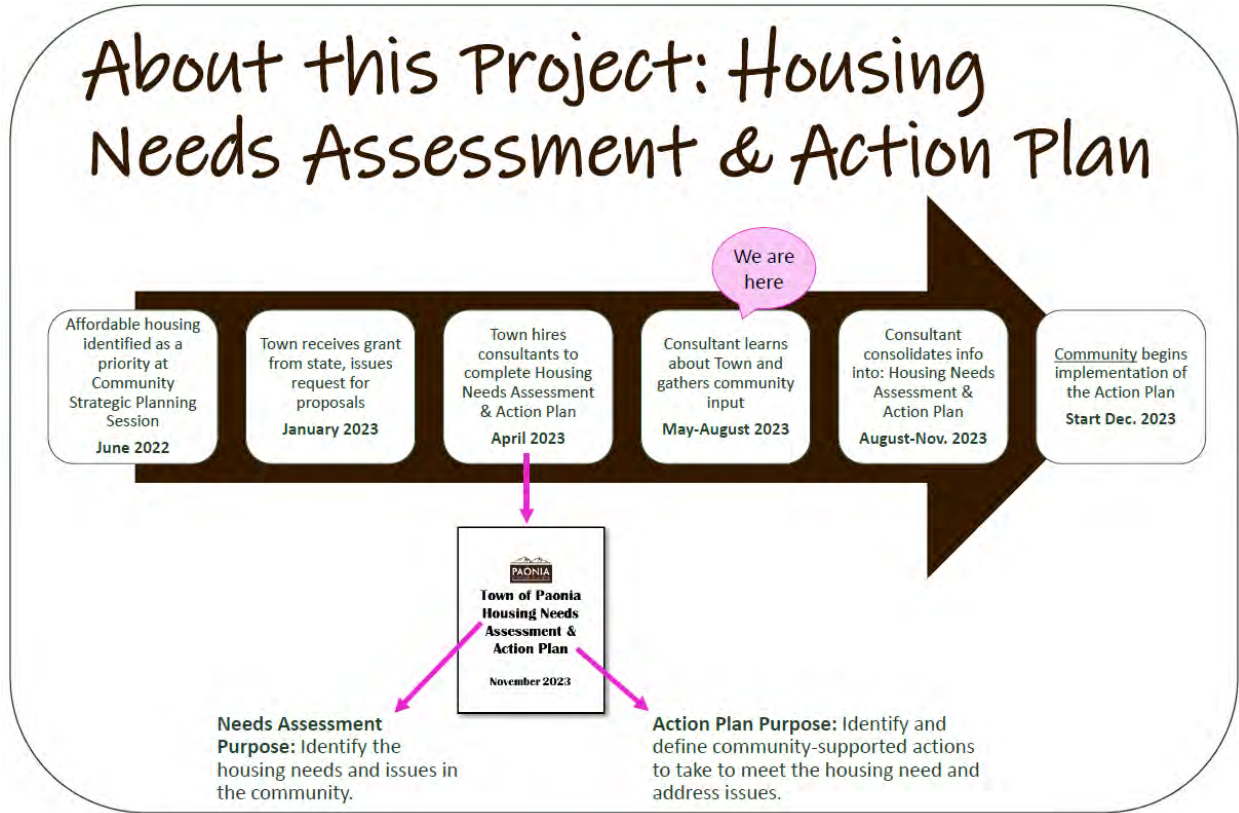 About this Project: Housing
Needs Assessment & Action Plan
We are
here
Affordable housing
identified as a
priority at
Community
Strategic Planning
Session
June 2022
Town receives grant
from state, issues
request for
proposals
January 2023
Town hires
consultants to
complete Housing
Needs Assessment
& Action Plan
April 2023
Consultant learns
about Town and
gathers community
input
May-August 2023
Consultant
consolidates info
into: Housing Needs
Assessment &
Action Plan
August-Nov. 2023
Community begins
implementation of
the Action Plan
Start Dec. 2023
PAONIA
Town of Paonia
Housing Needs
Assessment &
Action Plan
November 2023
Needs Assessment
Purpose: Identify the
housing needs and issues in
the community.
Action Plan Purpose: Identify and
define community-supported actions
to take to meet the housing need and
address issues.